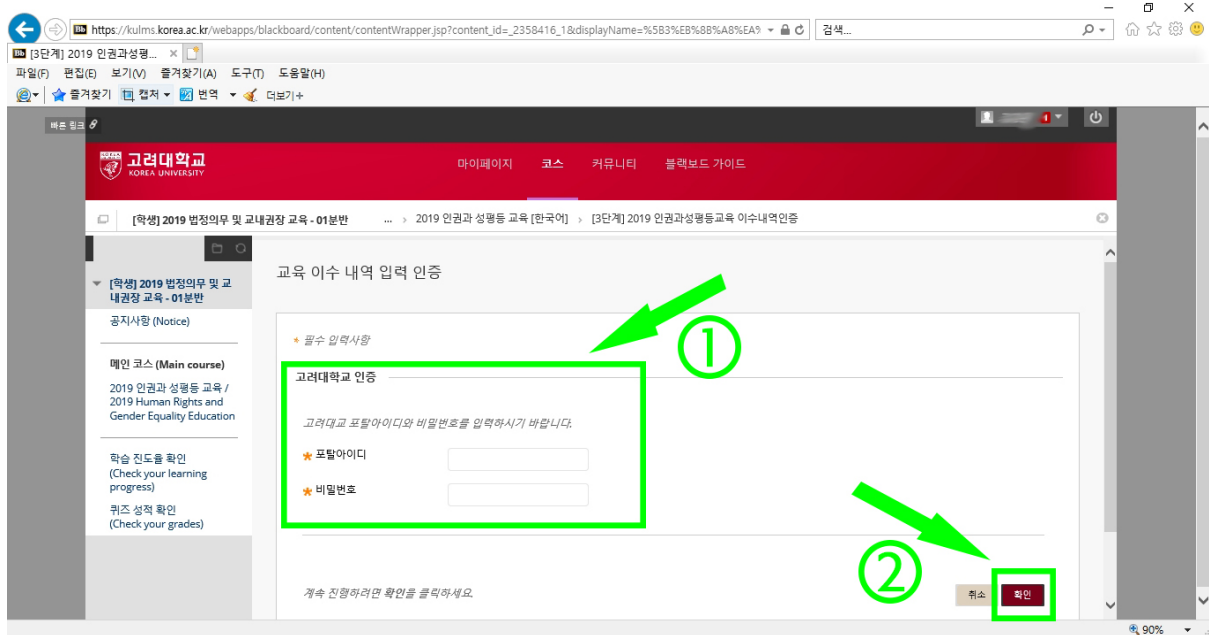 https://kulms.korea.ac.kr/webapps/blackboard/content/contentWrapper.jsp?content_id=_2358416_1&displayName=%5B3%EB%8B%A8%EA%
검색...
[3단계] 2019 인권과성평...
파일(F) 편집(E) 보기(V) 즐겨찾기(A) 도구(T) 도움말(H)
즐겨찾기 캡처 번역 더보기+
바른 링크
고려대학교
KOREA UNIVERSITY
마이페이지 코스 커뮤니티 블랙보드 가이드
[학생] 2019 법정의무 및 교내권장 교육 - 01분반 ... › 2019 인권과 성평등 교육 [한국어] › [3단계] 2019 인권과성평등교육 이수내역인증
[학생] 2019 법정의무 및 교
내권장 교육 - 01분반
공지사항 (Notice)
메인 코스 (Main course)
2019 인권과 성평등 교육 /
2019 Human Rights and
Gender Equality Education
학습 진도율 확인
(Check your learning
progress)
퀴즈 성적 확인
(Check your grades)
교육 이수 내역 입력 인증
* 필수 입력사항
고려대학교 인증
고려대교 포탈아이디와 비밀번호를 입력하시기 바랍니다.
* 포탈아이디
* 비밀번호
①
②
계속 진행하려면 확인을 클릭하세요.
취소 확인
90%